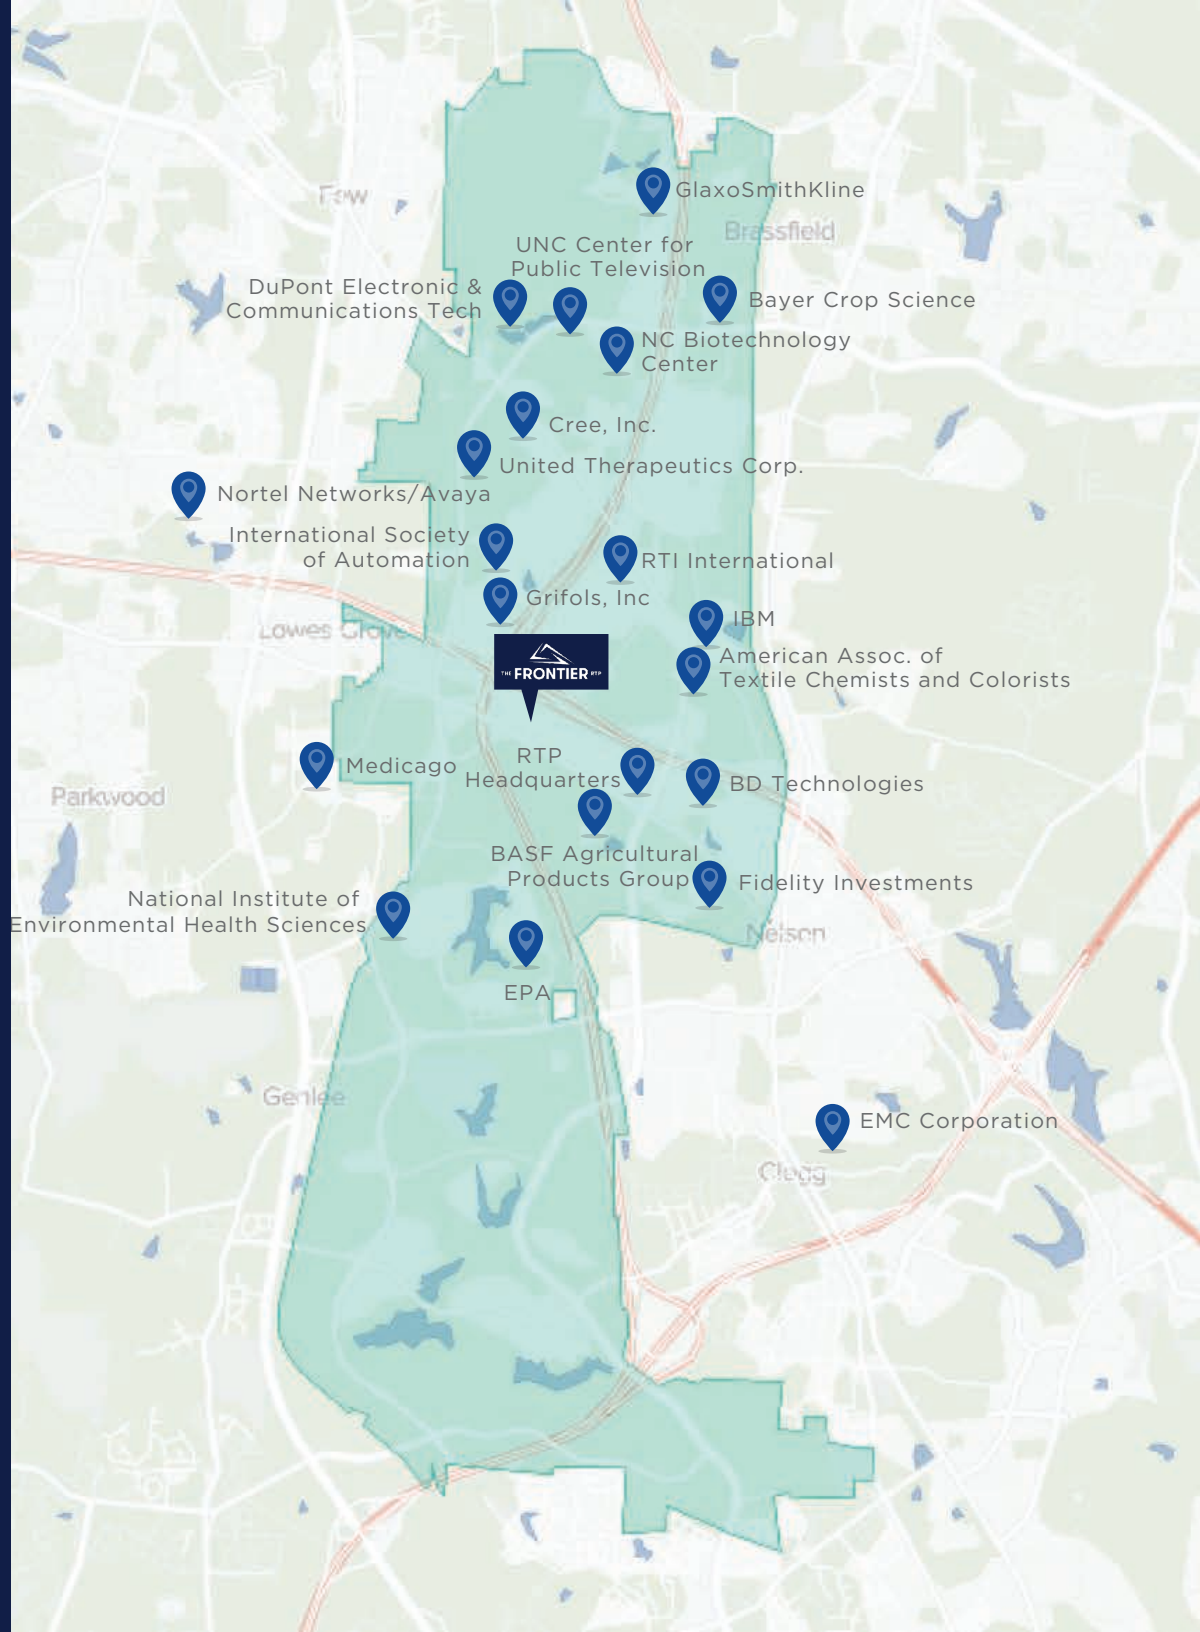 GlaxoSmithKline
Few
Brassfield
UNC Center for
Public Television
DuPont Electronic &
Communications Tech
Bayer Crop Science
NC Biotechnology
Center
Cree, Inc.
United Therapeutics Corp.
Nortel Networks/Avaya
International Society
of Automation
RTI International
Grifols, Inc
IBM
Lowes Grove
THE FRONTIER RTP
American Assoc. of
Textile Chemists and Colorists
RTP
Headquarters
Medicago
BD Technologies
Parkwood
BASF Agricultural
Products Group
Fidelity Investments
National Institute of
Environmental Health Sciences
Nelson
EPA
Genlee
EMC Corporation
Clegg